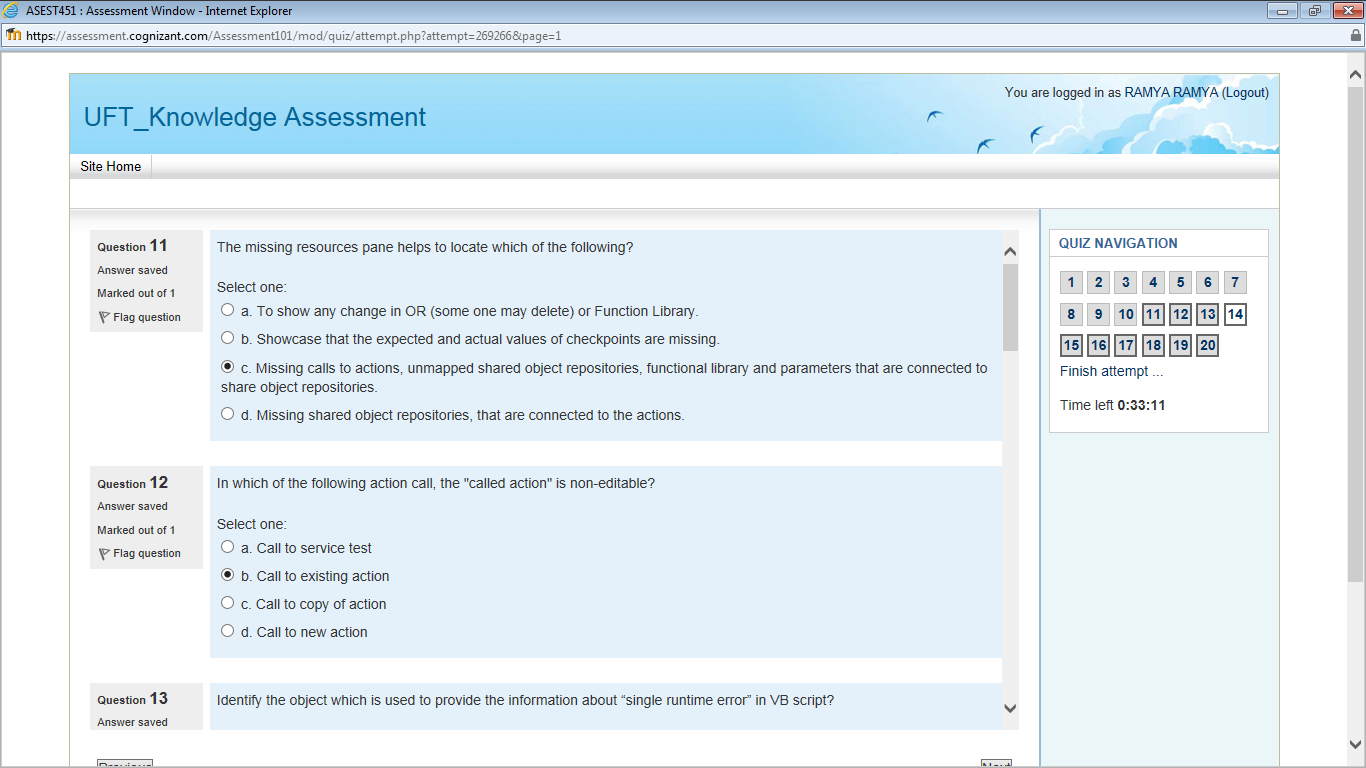 ASEST451 : Assessment Window - Internet Explorer
https://assessment.cognizant.com/Assessment101/mod/quiz/attempt.php?attempt=269266&page=1
You are logged in as RAMYA RAMYA (Logout)
UFT_Knowledge Assessment
Site Home
Question 11
Answer saved
Marked out of 1
Flag question
The missing resources pane helps to locate which of the following?
Select one:
a. To show any change in OR (some one may delete) or Function Library.
b. Showcase that the expected and actual values of checkpoints are missing.
c. Missing calls to actions, unmapped shared object repositories, functional library and parameters that are connected to
share object repositories.
d. Missing shared object repositories, that are connected to the actions.
Question 12
Answer saved
Marked out of 1
Flag question
In which of the following action call, the "called action" is non-editable?
Select one:
a. Call to service test
b. Call to existing action
c. Call to copy of action
d. Call to new action
Question 13
Answer saved
Identify the object which is used to provide the information about “single runtime error” in VB script?
Previous
Next
QUIZ NAVIGATION
1 2 3 4 5 6 7
8 9 10 11 12 13 14
15 16 17 18 19 20
Finish attempt ...
Time left 0:33:11